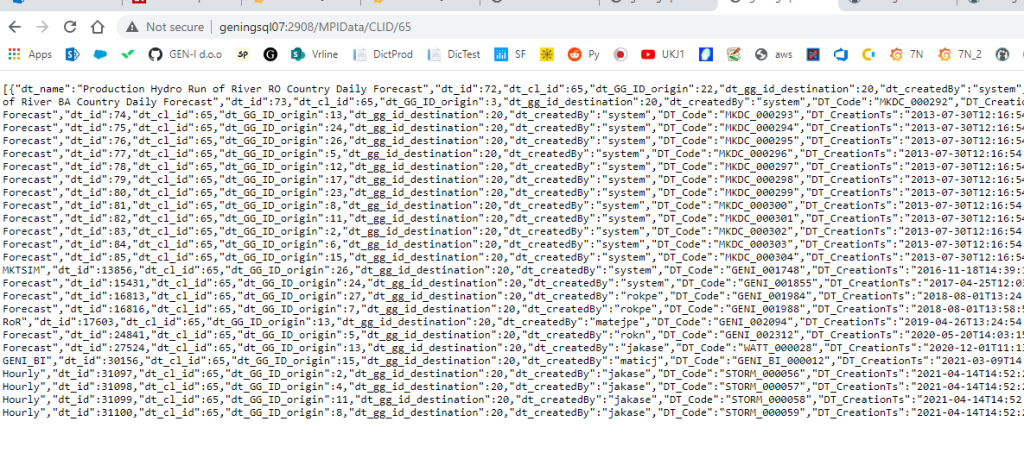 Not secure | geningsql07:2908/MPIData/CLID/65
Apps S SP GEN-I d.o.o G S Vrline DictProd DicTest SF Py UKJ1 aws 7N 7N_2
[{"dt_name":"Production Hydro Run of River RO Country Daily Forecast","dt_id":72,"dt_cl_id":65,"dt_GG_ID_origin":22,"dt_gg_id_destination":20,"dt_createdBy":"system",
of River BA Country Daily Forecast","dt_id":73,"dt_cl_id":65,"dt_GG_ID_origin":3,"dt_gg_id_destination":20,"dt_createdBy":"system","DT_Code":"MKDC_000292","DT_Creatio
Forecast","dt_id":74,"dt_cl_id":65,"dt_GG_ID_origin":13,"dt_gg_id_destination":20,"dt_createdBy":"system","DT_Code":"MKDC_000293","DT_CreationTs":"2013-07-30T12:16:54
Forecast","dt_id":75,"dt_cl_id":65,"dt_GG_ID_origin":24,"dt_gg_id_destination":20,"dt_createdBy":"system","DT_Code":"MKDC_000294","DT_CreationTs":"2013-07-30T12:16:54
Forecast","dt_id":76,"dt_cl_id":65,"dt_GG_ID_origin":26,"dt_gg_id_destination":20,"dt_createdBy":"system","DT_Code":"MKDC_000295","DT_CreationTs":"2013-07-30T12:16:54
Forecast","dt_id":77,"dt_cl_id":65,"dt_GG_ID_origin":5,"dt_gg_id_destination":20,"dt_createdBy":"system","DT_Code":"MKDC_000296","DT_CreationTs":"2013-07-30T12:16:54
Forecast","dt_id":78,"dt_cl_id":65,"dt_GG_ID_origin":12,"dt_gg_id_destination":20,"dt_createdBy":"system","DT_Code":"MKDC_000297","DT_CreationTs":"2013-07-30T12:16:54
Forecast","dt_id":79,"dt_cl_id":65,"dt_GG_ID_origin":17,"dt_gg_id_destination":20,"dt_createdBy":"system","DT_Code":"MKDC_000298","DT_CreationTs":"2013-07-30T12:16:54
Forecast","dt_id":80,"dt_cl_id":65,"dt_GG_ID_origin":23,"dt_gg_id_destination":20,"dt_createdBy":"system","DT_Code":"MKDC_000299","DT_CreationTs":"2013-07-30T12:16:54
Forecast","dt_id":81,"dt_cl_id":65,"dt_GG_ID_origin":8,"dt_gg_id_destination":20,"dt_createdBy":"system","DT_Code":"MKDC_000300","DT_CreationTs":"2013-07-30T12:16:54
Forecast","dt_id":82,"dt_cl_id":65,"dt_GG_ID_origin":11,"dt_gg_id_destination":20,"dt_createdBy":"system","DT_Code":"MKDC_000301","DT_CreationTs":"2013-07-30T12:16:54
Forecast","dt_id":83,"dt_cl_id":65,"dt_GG_ID_origin":2,"dt_gg_id_destination":20,"dt_createdBy":"system","DT_Code":"MKDC_000302","DT_CreationTs":"2013-07-30T12:16:54
Forecast","dt_id":84,"dt_cl_id":65,"dt_GG_ID_origin":6,"dt_gg_id_destination":20,"dt_createdBy":"system","DT_Code":"MKDC_000303","DT_CreationTs":"2013-07-30T12:16:54
Forecast","dt_id":85,"dt_cl_id":65,"dt_GG_ID_origin":15,"dt_gg_id_destination":20,"dt_createdBy":"system","DT_Code":"MKDC_000304","DT_CreationTs":"2013-07-30T12:16:54
MKTSIM","dt_id":13856,"dt_cl_id":65,"dt_GG_ID_origin":26,"dt_gg_id_destination":20,"dt_createdBy":"system","DT_Code":"GENI_001748","DT_CreationTs":"2016-11-18T14:39:1
Forecast","dt_id":15431,"dt_cl_id":65,"dt_GG_ID_origin":24,"dt_gg_id_destination":20,"dt_createdBy":"system","DT_Code":"GENI_001855","DT_CreationTs":"2017-04-25T12:03
Forecast","dt_id":16813,"dt_cl_id":65,"dt_GG_ID_origin":27,"dt_gg_id_destination":20,"dt_createdBy":"rokpe","DT_Code":"GENI_001984","DT_CreationTs":"2018-08-01T13:24
Forecast","dt_id":16816,"dt_cl_id":65,"dt_GG_ID_origin":7,"dt_gg_id_destination":20,"dt_createdBy":"rokpe","DT_Code":"GENI_001988","DT_CreationTs":"2018-08-01T13:58:5
RoR","dt_id":17603,"dt_cl_id":65,"dt_GG_ID_origin":13,"dt_gg_id_destination":20,"dt_createdBy":"matejpe","DT_Code":"GENI_002094","DT_CreationTs":"2019-04-26T13:24:54
Forecast","dt_id":24841,"dt_cl_id":65,"dt_GG_ID_origin":5,"dt_gg_id_destination":20,"dt_createdBy":"rokn","DT_Code":"GENI_002312","DT_CreationTs":"2020-05-20T14:03:15
Forecast","dt_id":27524,"dt_cl_id":65,"dt_GG_ID_origin":13,"dt_gg_id_destination":20,"dt_createdBy":"jakase","DT_Code":"WATT_000028","DT_CreationTs":"2020-12-01T11:11
GENI_BI","dt_id":30156,"dt_cl_id":65,"dt_GG_ID_origin":15,"dt_gg_id_destination":20,"dt_createdBy":"maticj","DT_Code":"GENI_BI_000012","DT_CreationTs":"2021-03-09T14
Hourly","dt_id":31097,"dt_cl_id":65,"dt_GG_ID_origin":2,"dt_gg_id_destination":20,"dt_createdBy":"jakase","DT_Code":"STORM_000056","DT_CreationTs":"2021-04-14T14:52:2
Hourly","dt_id":31098,"dt_cl_id":65,"dt_GG_ID_origin":4,"dt_gg_id_destination":20,"dt_createdBy":"jakase","DT_Code":"STORM_000057","DT_CreationTs":"2021-04-14T14:52:2
Hourly","dt_id":31099,"dt_cl_id":65,"dt_GG_ID_origin":11,"dt_gg_id_destination":20,"dt_createdBy":"jakase","DT_Code":"STORM_000058","DT_CreationTs":"2021-04-14T14:52
Hourly","dt_id":31100,"dt_cl_id":65,"dt_GG_ID_origin":8,"dt_gg_id_destination":20,"dt_createdBy":"jakase","DT_Code":"STORM_000059","DT_CreationTs":"2021-04-14T14:52:2